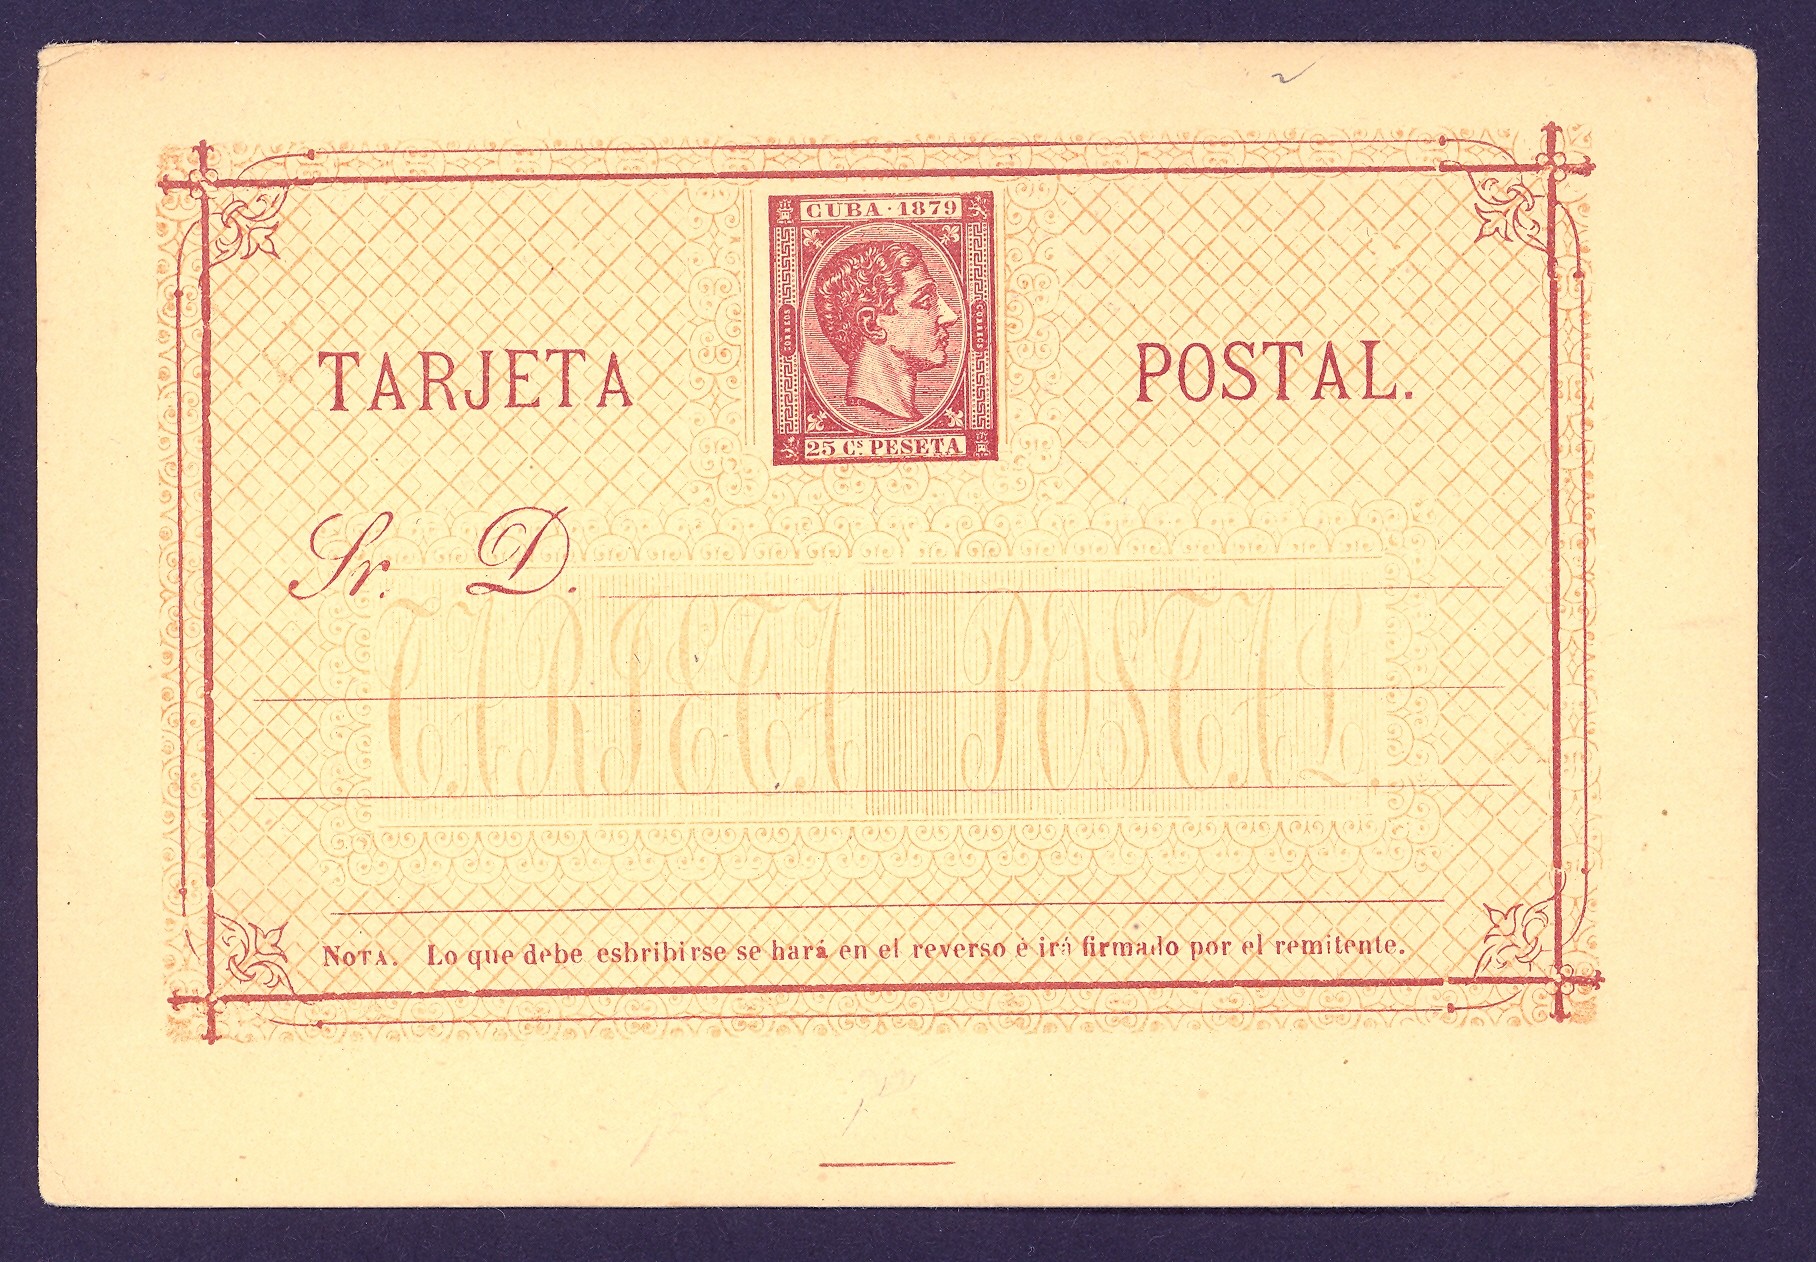 CUBA · 1879
CORREOS
CORREOS
25 Cs. PESETA
TARJETA
POSTAL.
Sr. D.
TARJETA POSTAL.
NOTA. Lo que debe esbribirse se hará en el reverso é irá firmado por el remitente.